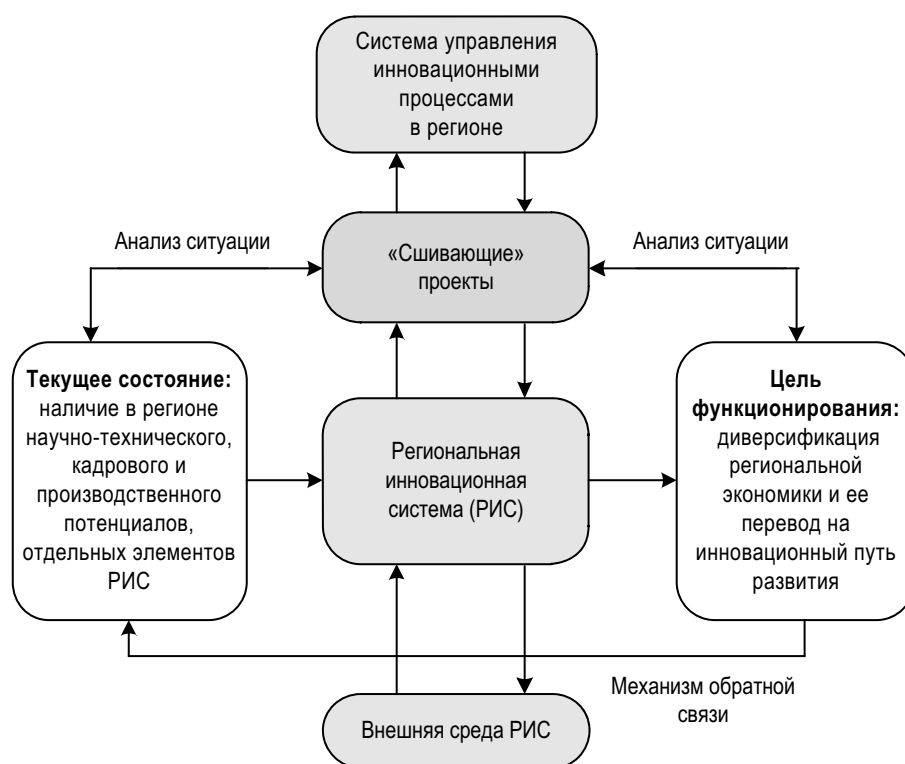 Система управления
инновационными
процессами
в регионе
Анализ ситуации
«Сшивающие»
проекты
Анализ ситуации
Текущее состояние:
наличие в регионе
научно-технического,
кадрового и
производственного
потенциалов,
отдельных элементов
РИС
Региональная
инновационная
система (РИС)
Цель
функционирования:
диверсификация
региональной
экономики и ее
перевод на
инновационный путь
развития
Механизм обратной
связи
Внешняя среда РИС